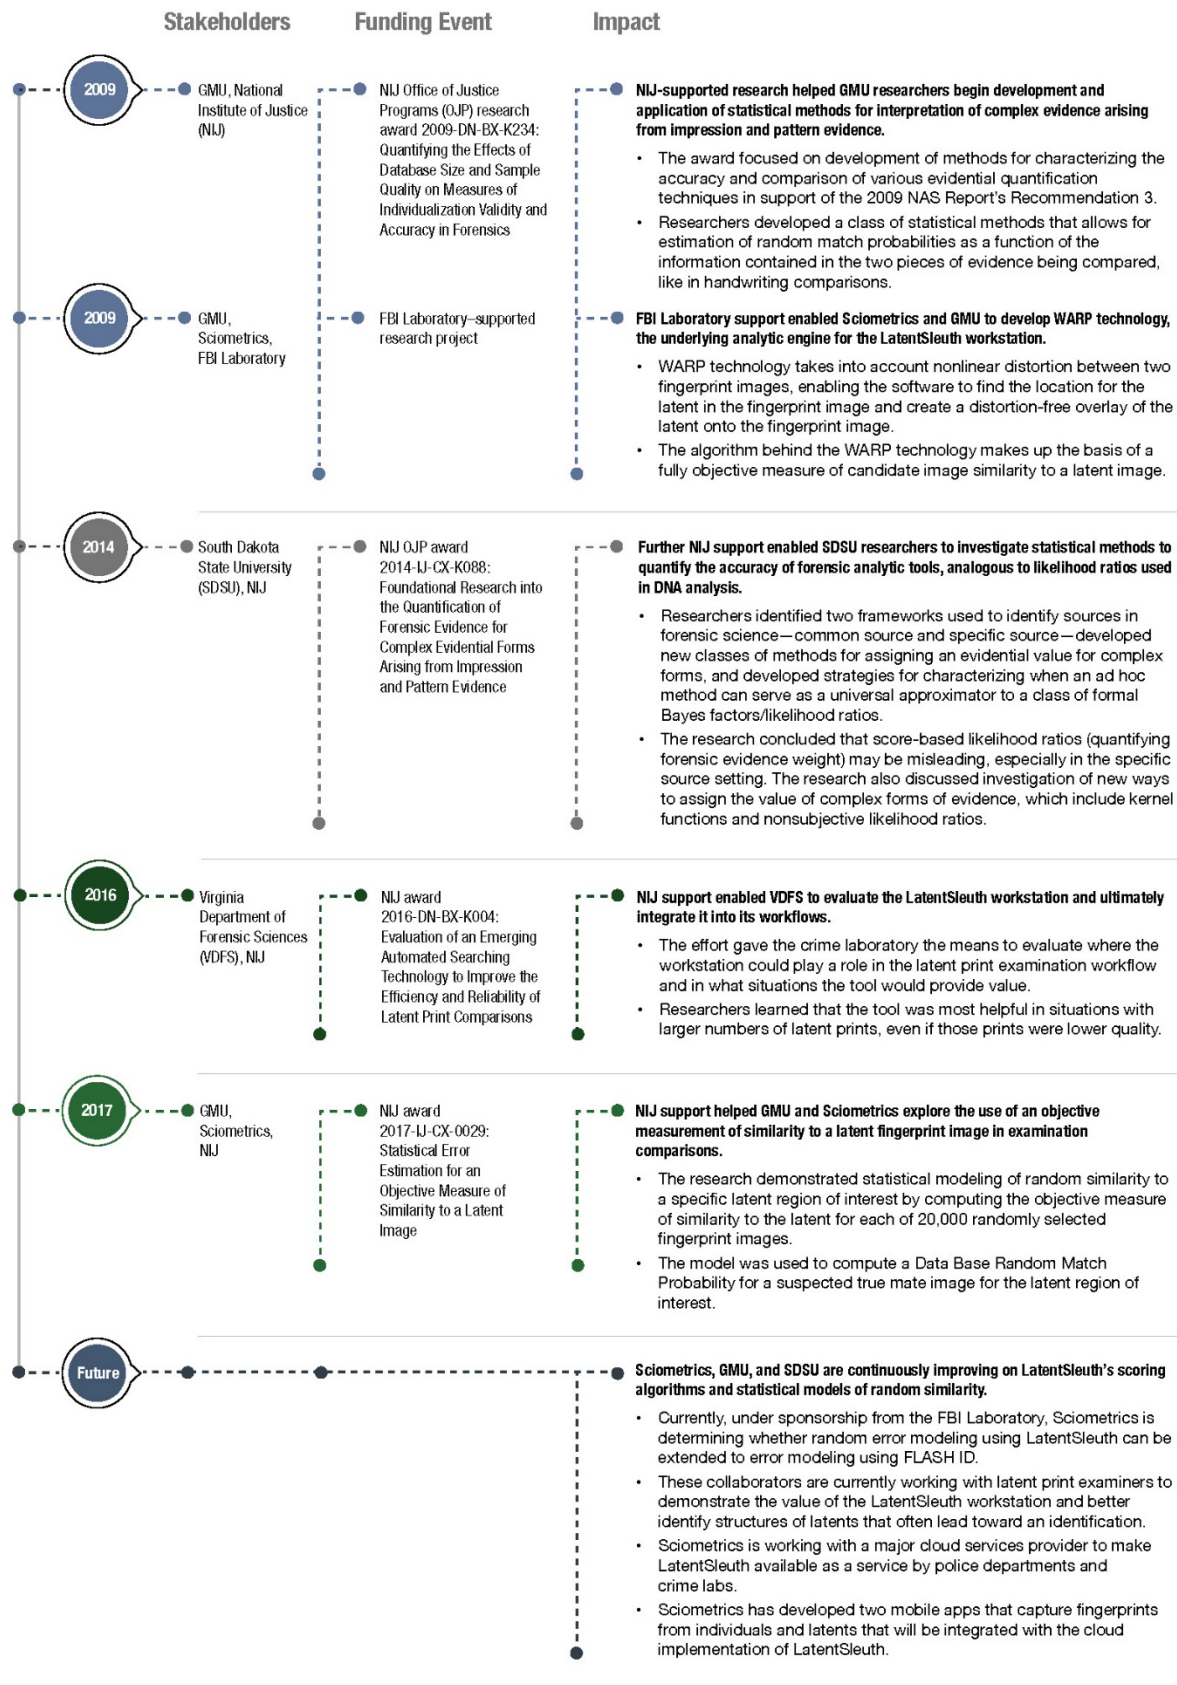 Stakeholders
Funding Event
Impact
2009
GMU, National
Institute of Justice
(NIJ)
NIJ Office of Justice
Programs (OJP) research
award 2009-DN-BX-K234:
Quantifying the Effects of
Database Size and Sample
Quality on Measures of
Individualization Validity and
Accuracy in Forensics
NIJ-supported research helped GMU researchers begin development and
application of statistical methods for interpretation of complex evidence arising
from impression and pattern evidence.
• The award focused on development of methods for characterizing the
accuracy and comparison of various evidential quantification
techniques in support of the 2009 NAS Report's Recommendation 3.
• Researchers developed a class of statistical methods that allows for
estimation of random match probabilities as a function of the
information contained in the two pieces of evidence being compared,
like in handwriting comparisons.
2009
GMU,
Sciometrics,
FBI Laboratory
FBI Laboratory–supported
research project
FBI Laboratory support enabled Sciometrics and GMU to develop WARP technology,
the underlying analytic engine for the LatentSleuth workstation.
• WARP technology takes into account nonlinear distortion between two
fingerprint images, enabling the software to find the location for the
latent in the fingerprint image and create a distortion-free overlay of the
latent onto the fingerprint image.
• The algorithm behind the WARP technology makes up the basis of a
fully objective measure of candidate image similarity to a latent image.
2014
South Dakota
State University
(SDSU), NIJ
NIJ OJP award
2014-IJ-CX-K088:
Foundational Research into
the Quantification of
Forensic Evidence for
Complex Evidential Forms
Arising from Impression
and Pattern Evidence
Further NIJ support enabled SDSU researchers to investigate statistical methods to
quantify the accuracy of forensic analytic tools, analogous to likelihood ratios used
in DNA analysis.
• Researchers identified two frameworks used to identify sources in
forensic science—common source and specific source—developed
new classes of methods for assigning an evidential value for complex
forms, and developed strategies for characterizing when an ad hoc
method can serve as a universal approximator to a class of formal
Bayes factors/likelihood ratios.
• The research concluded that score-based likelihood ratios (quantifying
forensic evidence weight) may be misleading, especially in the specific
source setting. The research also discussed investigation of new ways
to assign the value of complex forms of evidence, which include kernel
functions and nonsubjective likelihood ratios.
2016
Virginia
Department of
Forensic Sciences
(VDFS), NIJ
NIJ award
2016-DN-BX-K004:
Evaluation of an Emerging
Automated Searching
Technology to Improve the
Efficiency and Reliability of
Latent Print Comparisons
NIJ support enabled VDFS to evaluate the LatentSleuth workstation and ultimately
integrate it into its workflows.
• The effort gave the crime laboratory the means to evaluate where the
workstation could play a role in the latent print examination workflow
and in what situations the tool would provide value.
• Researchers learned that the tool was most helpful in situations with
larger numbers of latent prints, even if those prints were lower quality.
2017
GMU,
Sciometrics,
NIJ
NIJ award
2017-IJ-CX-0029:
Statistical Error
Estimation for an
Objective Measure of
Similarity to a Latent
Image
NIJ support helped GMU and Sciometrics explore the use of an objective
measurement of similarity to a latent fingerprint image in examination
comparisons.
• The research demonstrated statistical modeling of random similarity to
a specific latent region of interest by computing the objective measure
of similarity to the latent for each of 20,000 randomly selected
fingerprint images.
• The model was used to compute a Data Base Random Match
Probability for a suspected true mate image for the latent region of
interest.
Future
Sciometrics, GMU, and SDSU are continuously improving on LatentSleuth's scoring
algorithms and statistical models of random similarity.
• Currently, under sponsorship from the FBI Laboratory, Sciometrics is
determining whether random error modeling using LatentSleuth can be
extended to error modeling using FLASH ID.
• These collaborators are currently working with latent print examiners to
demonstrate the value of the LatentSleuth workstation and better
identify structures of latents that often lead toward an identification.
• Sciometrics is working with a major cloud services provider to make
LatentSleuth available as a service by police departments and
crime labs.
• Sciometrics has developed two mobile apps that capture fingerprints
from individuals and latents that will be integrated with the cloud
implementation of LatentSleuth.